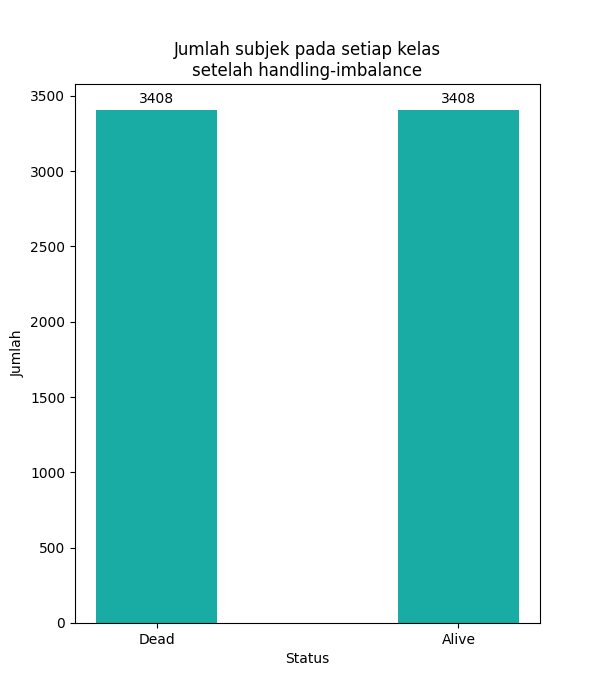 Jumlah subjek pada setiap kelas
setelah handling-imbalance
3408
3408
3500
3000
2500
2000
1500
1000
500
0
Jumlah
Dead
Alive
Status